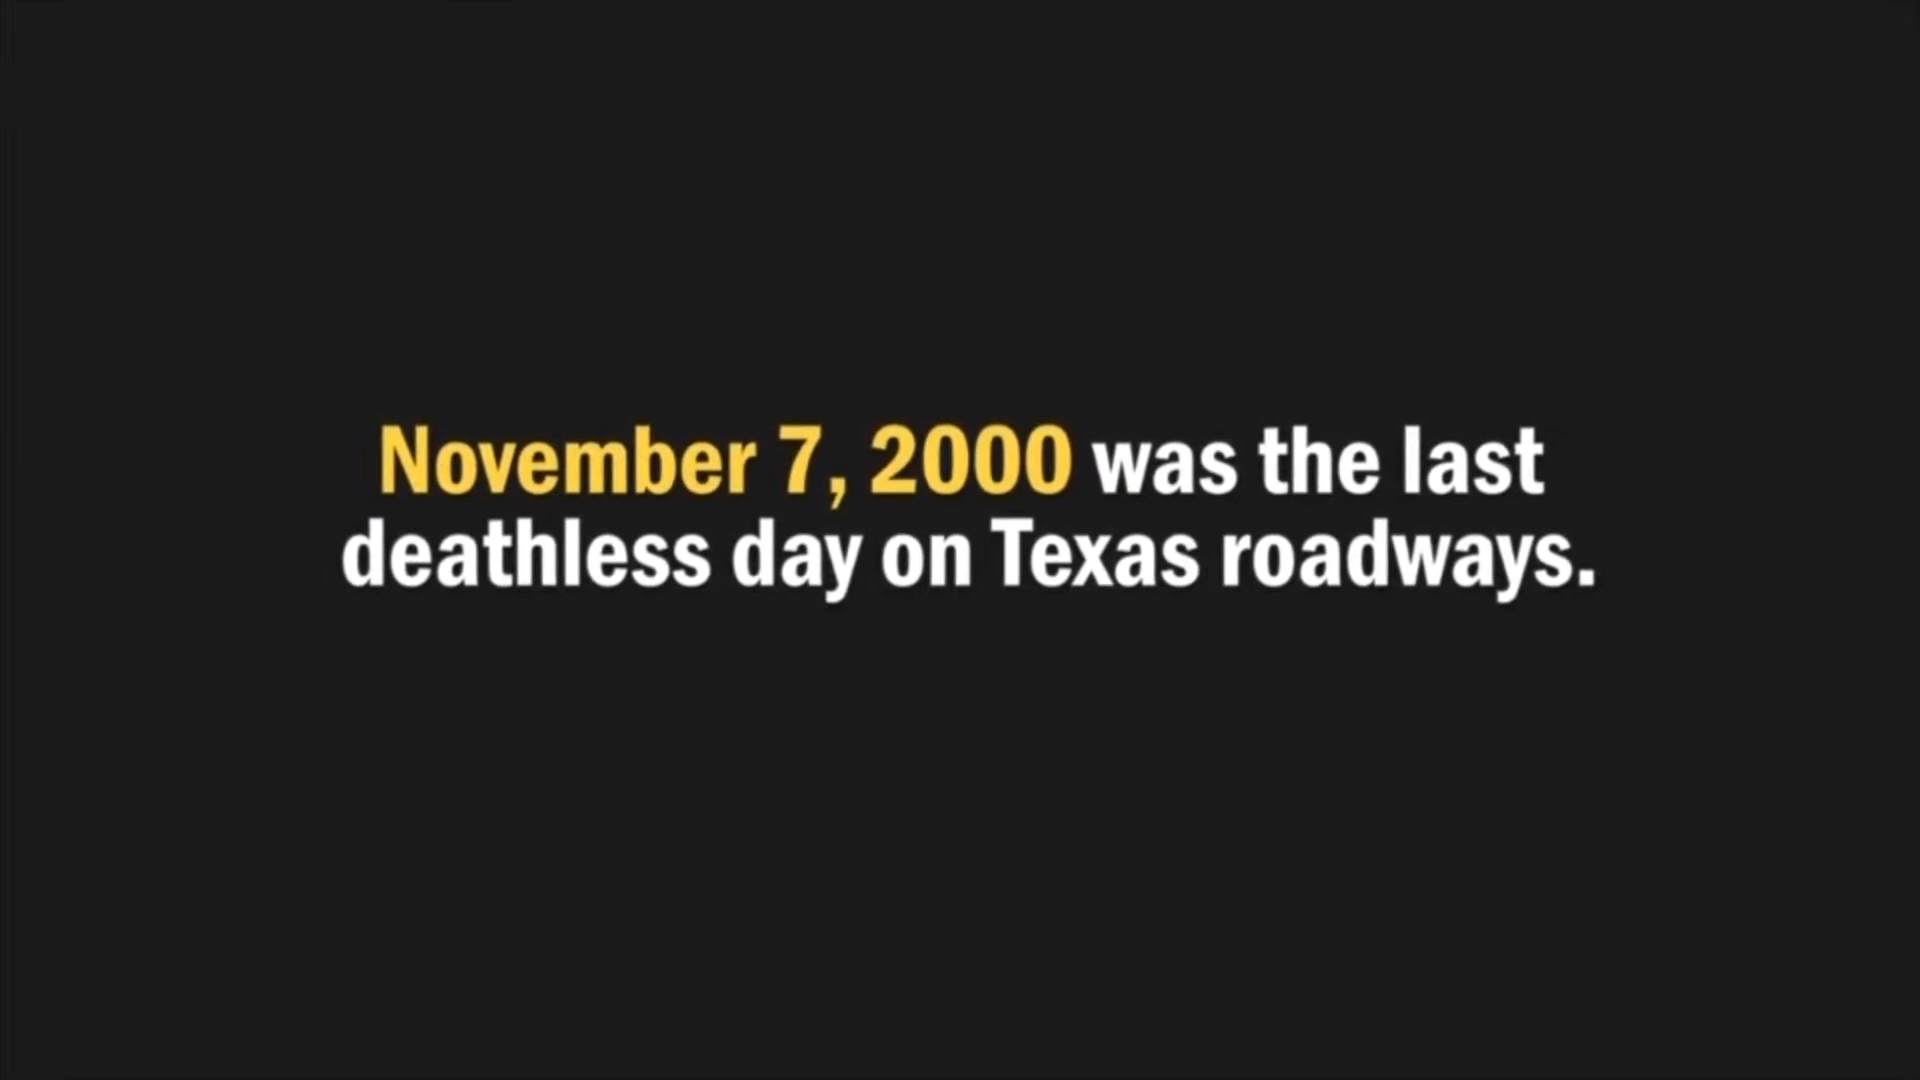 November 7, 2000 was the last
deathless day on Texas roadways.